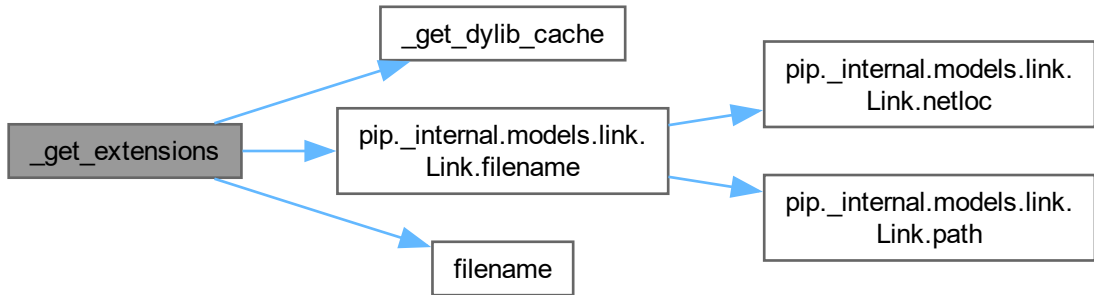 _get_extensions
_get_dylib_cache
pip._internal.models.link.
Link.filename
filename
pip._internal.models.link.
Link.netloc
pip._internal.models.link.
Link.path